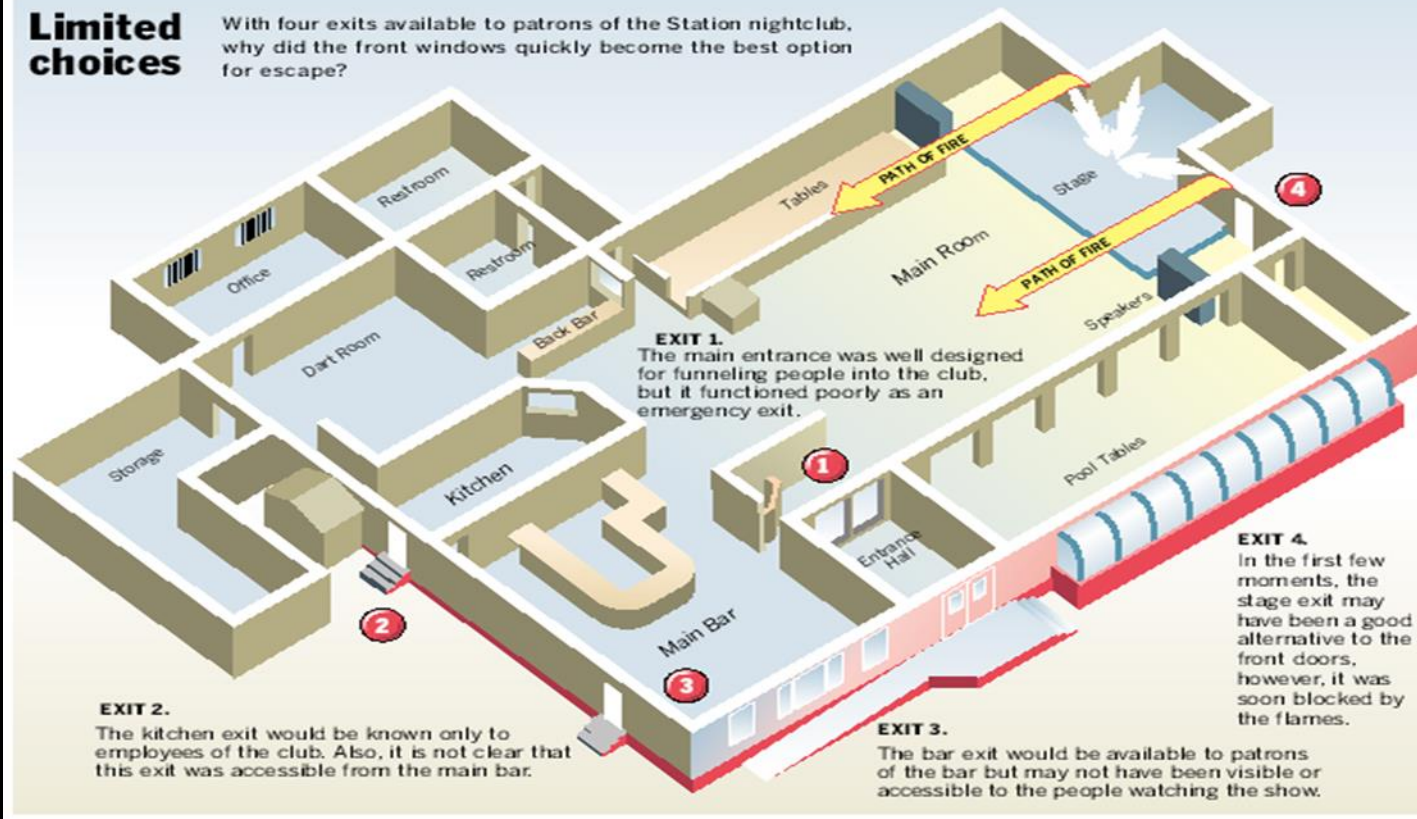 Limited
choices
With four exits available to patrons of the Station nightclub,
why did the front windows quickly become the best option
for escape?
Restroom
Office
Restroom
Dart Room
Back Bar
Storage
Kitchen
Tables
PATH OF FIRE
Stage
4
Main Room
PATH OF FIRE
Speakers
EXIT 1.
The main entrance was well designed
for funneling people into the club,
but it functioned poorly as an
emergency exit.
1
Pool Tables
Entrance
Hall
Main Bar
2
3
EXIT 2.
The kitchen exit would be known only to
employees of the club. Also, it is not clear that
this exit was accessible from the main bar.
EXIT 3.
The bar exit would be available to patrons
of the bar but may not have been visible or
accessible to the people watching the show.
EXIT 4.
In the first few
moments, the
stage exit may
have been a good
alternative to the
front doors,
however, it was
soon blocked by
the flames.